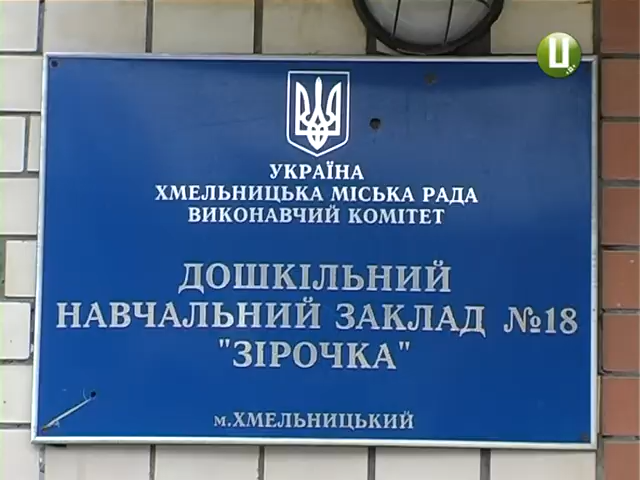 Ц
УКРАЇНА
ХМЕЛЬНИЦЬКА МІСЬКА РАДА
ВИКОНАВЧИЙ КОМІТЕТ
ДОШКІЛЬНИЙ
НАВЧАЛЬНИЙ ЗАКЛАД №18
"ЗІРОЧКА"
м.ХМЕЛЬНИЦЬКИЙ